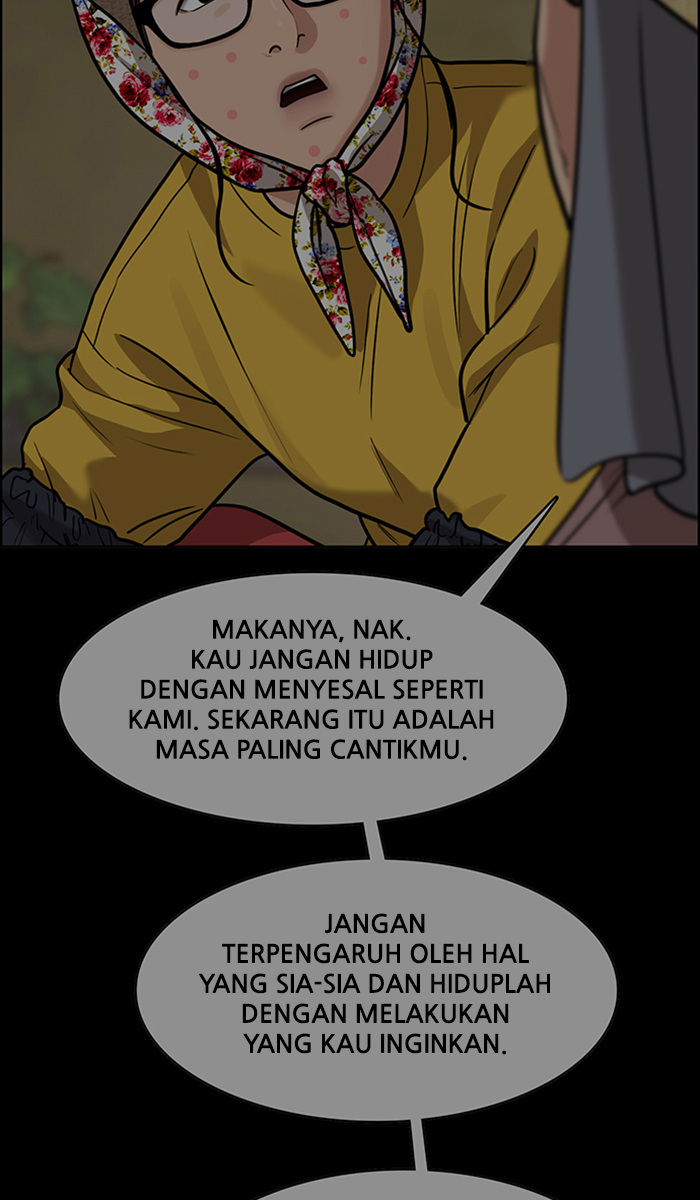 MAKANYA, NAK.
KAU JANGAN HIDUP
DENGAN MENYESAL SEPERTI
KAMI. SEKARANG ITU ADALAH
MASA PALING CANTIKMU.
JANGAN
TERPENGARUH OLEH HAL
YANG SIA-SIA DAN HIDUPLAH
DENGAN MELAKUKAN
YANG KAU INGINKAN.